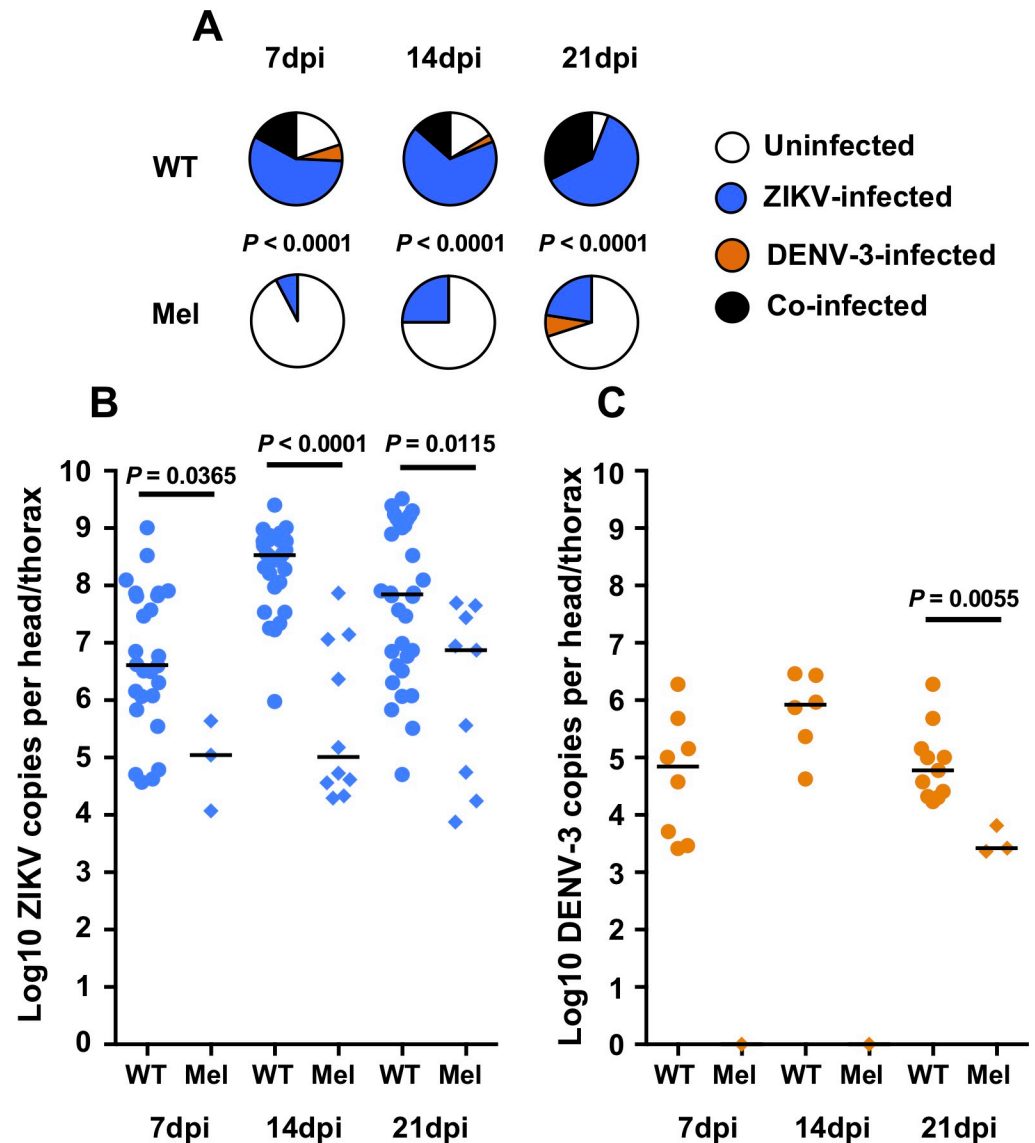 A
7dpi 14dpi 21dpi
WT
P < 0.0001 P < 0.0001 P < 0.0001
Mel
Uninfected
ZIKV-infected
DENV-3-infected
Co-infected
B
P = 0.0365
P < 0.0001
P = 0.0115
Log10 ZIKV copies per head/thorax
10
9
8
7
6
5
4
3
2
1
0
WT Mel WT Mel WT Mel
7dpi 14dpi 21dpi
C
P = 0.0055
Log10 DENV-3 copies per head/thorax
10
9
8
7
6
5
4
3
2
1
0
WT Mel WT Mel WT Mel
7dpi 14dpi 21dpi